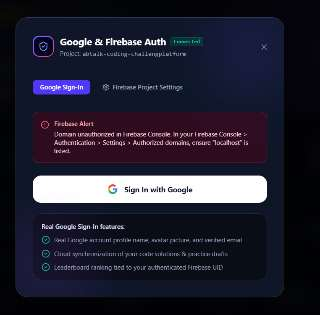 Google & Firebase Auth Connected
Project: abtalk-coding-challengplatform
Google Sign-In Firebase Project Settings
Firebase Alert
Domain unauthorized in Firebase Console. In your Firebase Console >
Authentication > Settings > Authorized domains, ensure "localhost" is
listed.
Sign In with Google
Real Google Sign-In features:
Real Google account profile name, avatar picture, and verified email
Cloud synchronization of your code solutions & practice drafts
Leaderboard ranking tied to your authenticated Firebase UID